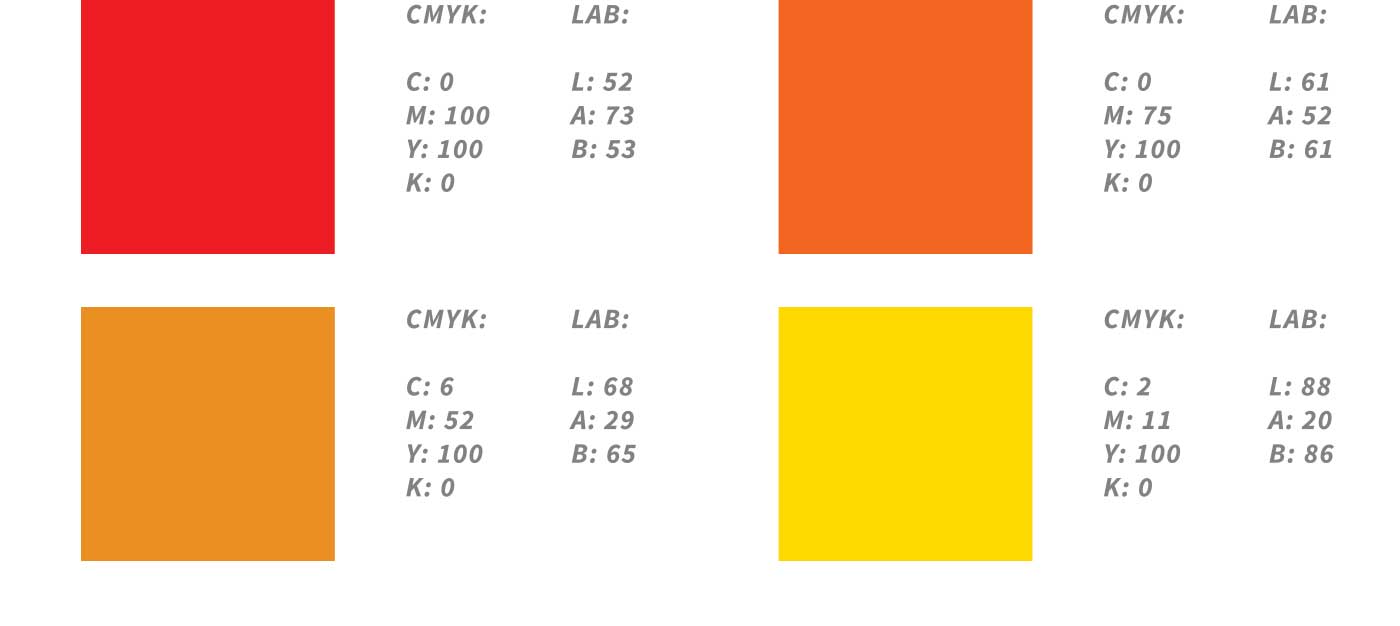 CMYK: LAB:
C: 0 L: 52
M: 100 A: 73
Y: 100 B: 53
K: 0
CMYK: LAB:
C: 0 L: 61
M: 75 A: 52
Y: 100 B: 61
K: 0
CMYK: LAB:
C: 6 L: 68
M: 52 A: 29
Y: 100 B: 65
K: 0
CMYK: LAB:
C: 2 L: 88
M: 11 A: 20
Y: 100 B: 86
K: 0